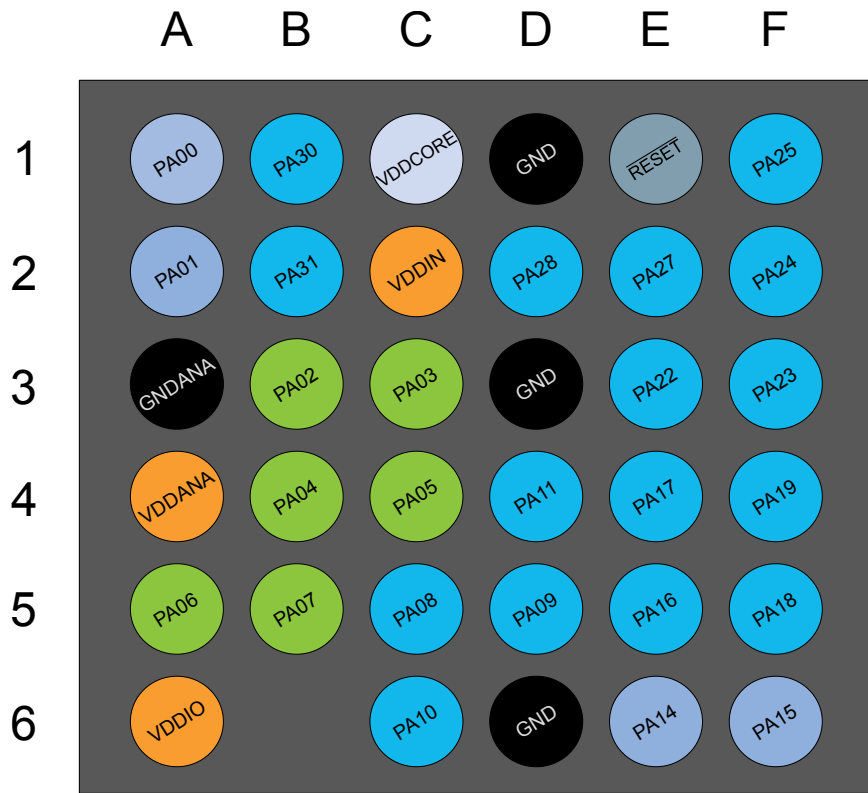 A B C D E F
1 PA00 PA30 VDDCORE GND RESET PA25
2 PA01 PA31 VDDIN PA28 PA27 PA24
3 GNDANA PA02 PA03 GND PA22 PA23
4 VDDANA PA04 PA05 PA11 PA17 PA19
5 PA06 PA07 PA08 PA09 PA16 PA18
6 VDDIO PA10 GND PA14 PA15